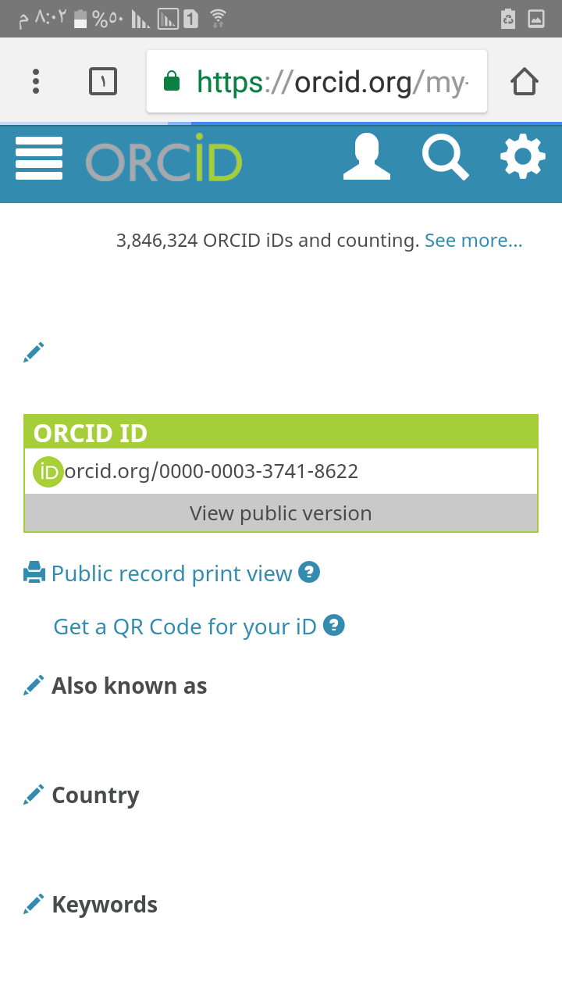 م ٨:٠٢ %٥٠ 1
١ https://orcid.org/my-
ORCID
3,846,324 ORCID iDs and counting. See more...
ORCID ID
iD orcid.org/0000-0003-3741-8622
View public version
Public record print view ?
Get a QR Code for your iD ?
Also known as
Country
Keywords